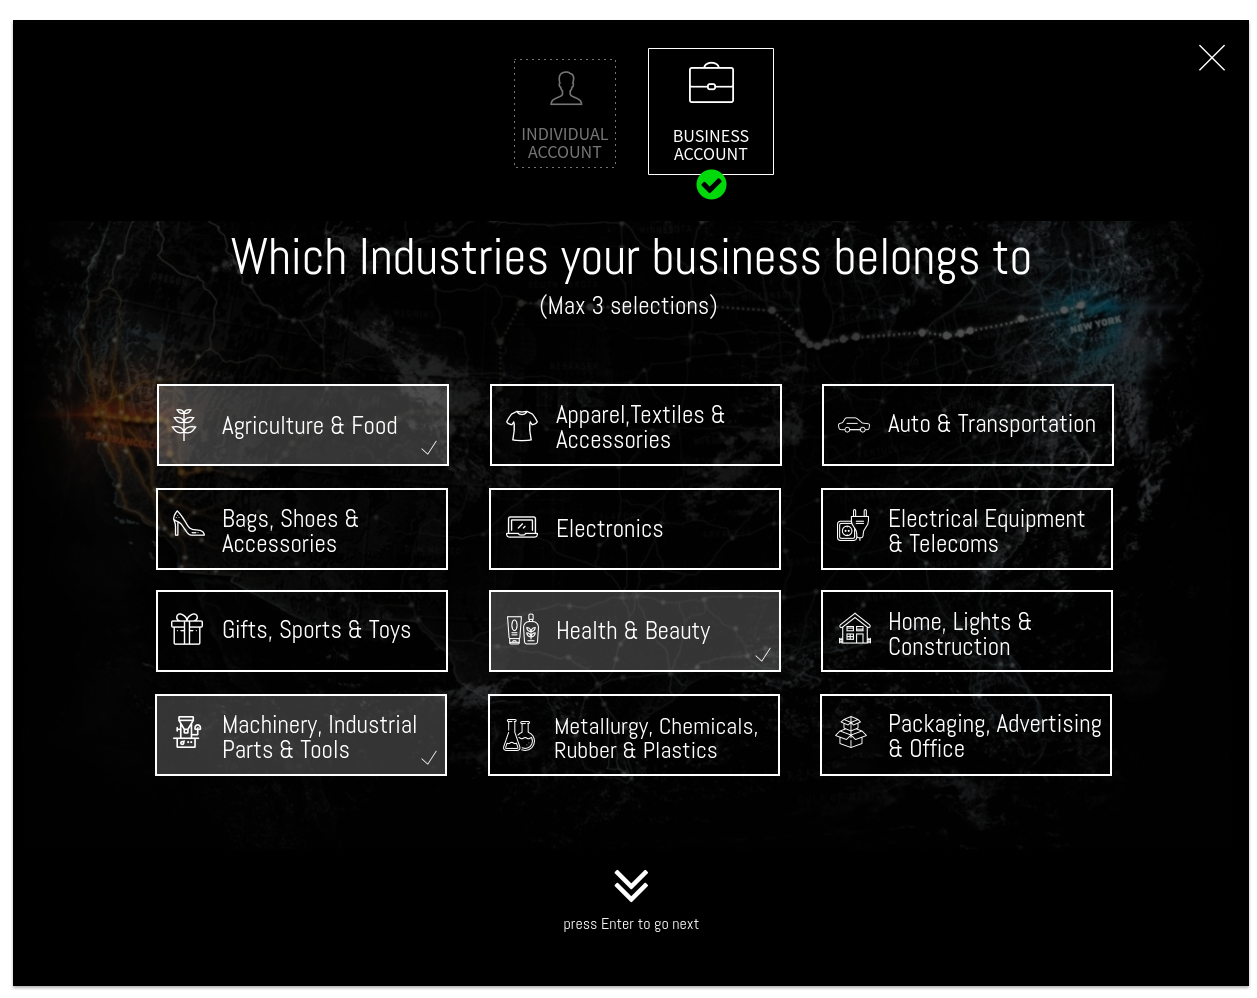 INDIVIDUAL
ACCOUNT
BUSINESS
ACCOUNT
Which Industries your business belongs to
(Max 3 selections)
NEW YORK
Agriculture & Food
Apparel,Textiles &
Accessories
Auto & Transportation
Bags, Shoes &
Accessories
Electronics
Electrical Equipment
& Telecoms
Gifts, Sports & Toys
Health & Beauty
Home, Lights &
Construction
Machinery, Industrial
Parts & Tools
Metallurgy, Chemicals,
Rubber & Plastics
Packaging, Advertising
& Office
press Enter to go next